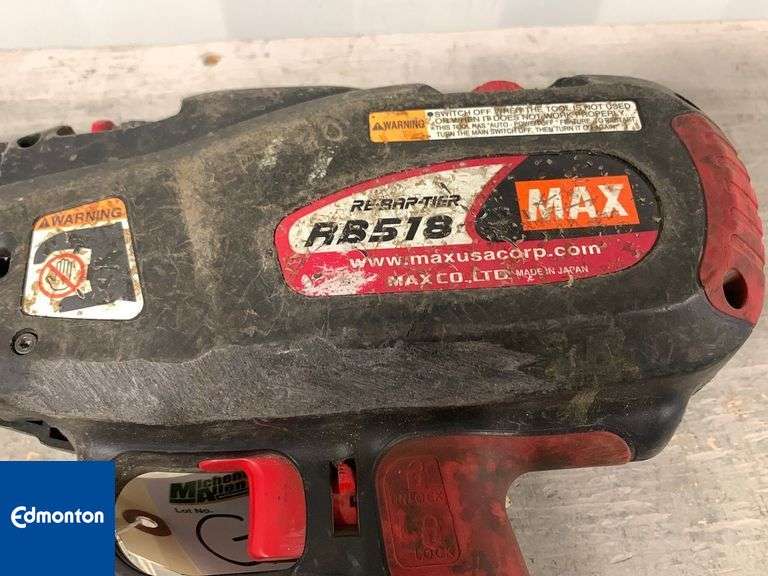 ⚠WARNING
• SWITCH OFF WHEN THE TOOL IS NOT USED
OR WHEN IT DOES NOT WORK PROPERLY.
• THIS TOOL HAS "AUTO - POWER OFF" FEATURE. TO RESTART,
TURN THE MAIN SWITCH OFF, THEN TURN IT ON AGAIN.
⚠WARNING
RE-BAR-TIER
RB518
MAX
www.maxusacorp.com
MAX CO., LTD. MADE IN JAPAN
UNLOCK
LOCK
Lot No.
Edmonton